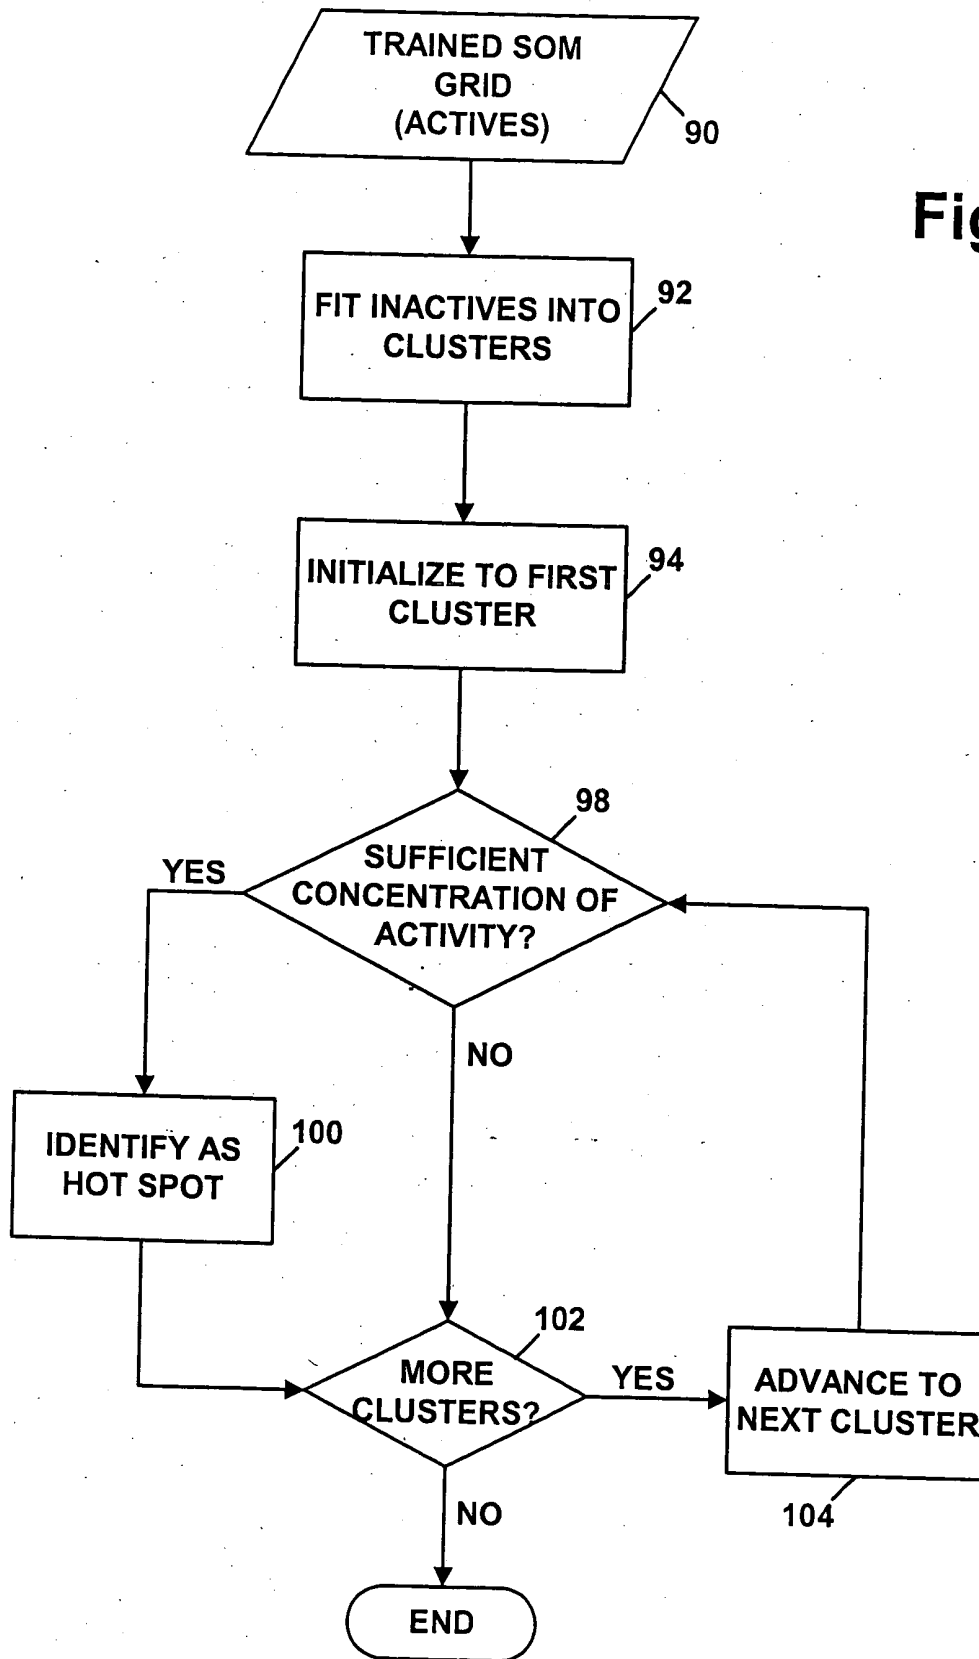 TRAINED SOM
GRID
(ACTIVES)
90
Fig
FIT INACTIVES INTO
CLUSTERS
92
INITIALIZE TO FIRST
CLUSTER
94
98
SUFFICIENT
CONCENTRATION OF
ACTIVITY?
YES
NO
IDENTIFY AS
HOT SPOT
100
102
MORE
CLUSTERS?
YES
ADVANCE TO
NEXT CLUSTER
104
NO
END